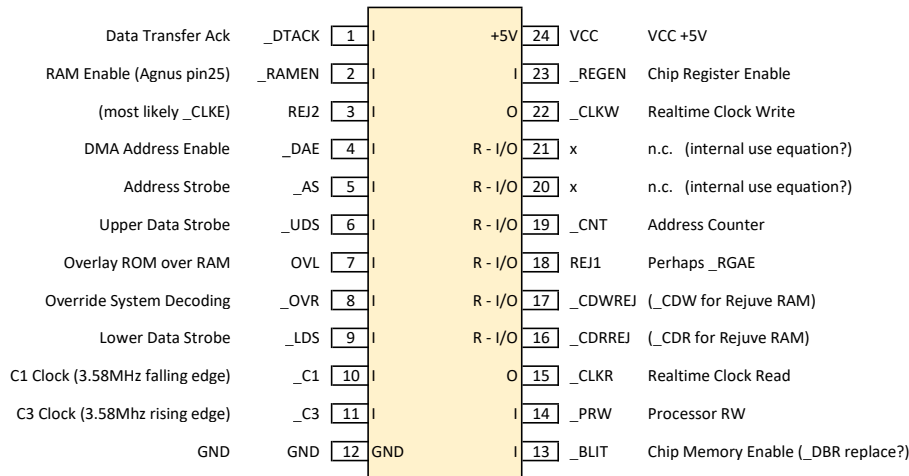 Data Transfer Ack _DTACK 1 I +5V 24 VCC VCC +5V
RAM Enable (Agnus pin25) _RAMEN 2 I I 23 _REGEN Chip Register Enable
(most likely _CLKE) REJ2 3 I O 22 _CLKW Realtime Clock Write
DMA Address Enable _DAE 4 I R - I/O 21 x n.c. (internal use equation?)
Address Strobe _AS 5 I R - I/O 20 x n.c. (internal use equation?)
Upper Data Strobe _UDS 6 I R - I/O 19 _CNT Address Counter
Overlay ROM over RAM OVL 7 I R - I/O 18 REJ1 Perhaps _RGAE
Override System Decoding _OVR 8 I R - I/O 17 _CDWREJ (_CDW for Rejuve RAM)
Lower Data Strobe _LDS 9 I R - I/O 16 _CDRREJ (_CDR for Rejuve RAM)
C1 Clock (3.58MHz falling edge) _C1 10 I O 15 _CLKR Realtime Clock Read
C3 Clock (3.58Mhz rising edge) _C3 11 I I 14 _PRW Processor RW
GND GND 12 GND I 13 _BLIT Chip Memory Enable (_DBR replace?)